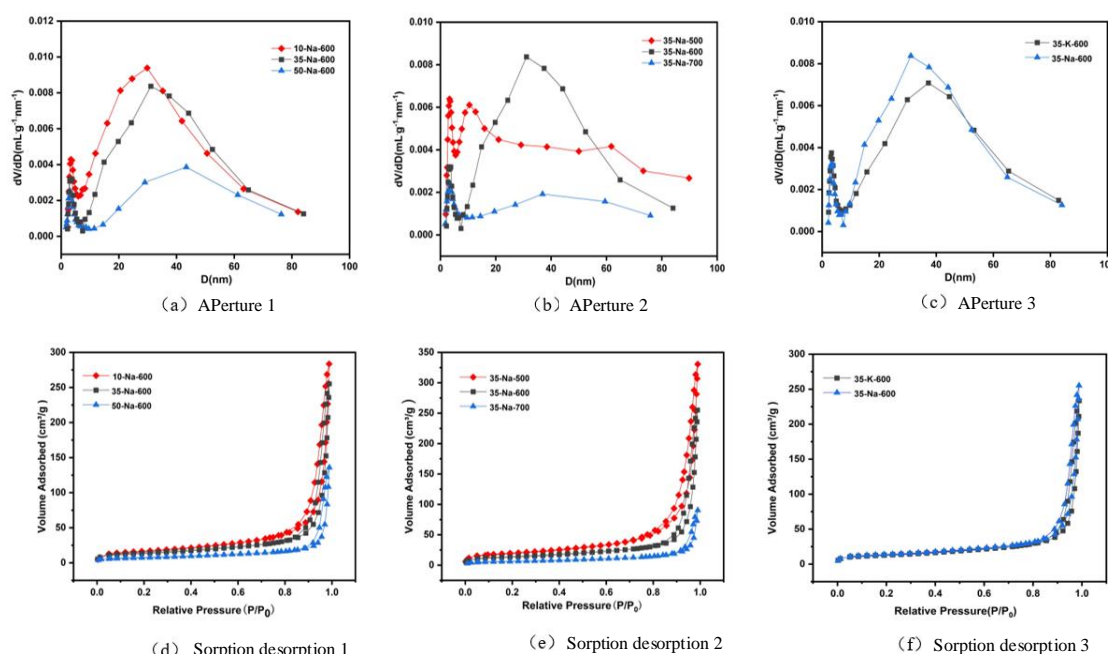 0.012
0.010
0.008
0.006
0.004
0.002
0.000
dV/dD(mL·g⁻¹·nm⁻¹)
10-Na-600
35-Na-600
50-Na-600
0 20 40 60 80 100
D(nm)
(a) APerture 1
0.010
0.008
0.006
0.004
0.002
0.000
dV/dD(mL·g⁻¹·nm⁻¹)
35-Na-500
35-Na-600
35-Na-700
0 20 40 60 80 100
D(nm)
(b) APerture 2
0.010
0.008
0.006
0.004
0.002
0.000
dV/dD(mL·g⁻¹·nm⁻¹)
35-K-600
35-Na-600
0 20 40 60 80 100
D(nm)
(c) APerture 3
300
250
200
150
100
50
0
Volume Adsorbed (cm³/g)
10-Na-600
35-Na-600
50-Na-600
0.0 0.2 0.4 0.6 0.8 1.0
Relative Pressure(P/P₀)
(d) Sorption desorption 1
350
300
250
200
150
100
50
0
Volume Adsorbed (cm³/g)
35-Na-500
35-Na-600
35-Na-700
0.0 0.2 0.4 0.6 0.8 1.0
Relative Pressure(P/P₀)
(e) Sorption desorption 2
300
250
200
150
100
50
0
Volume Adsorbed (cm³/g)
35-K-600
35-Na-600
0.0 0.2 0.4 0.6 0.8 1.0
Relative Pressure(P/P₀)
(f) Sorption desorption 3